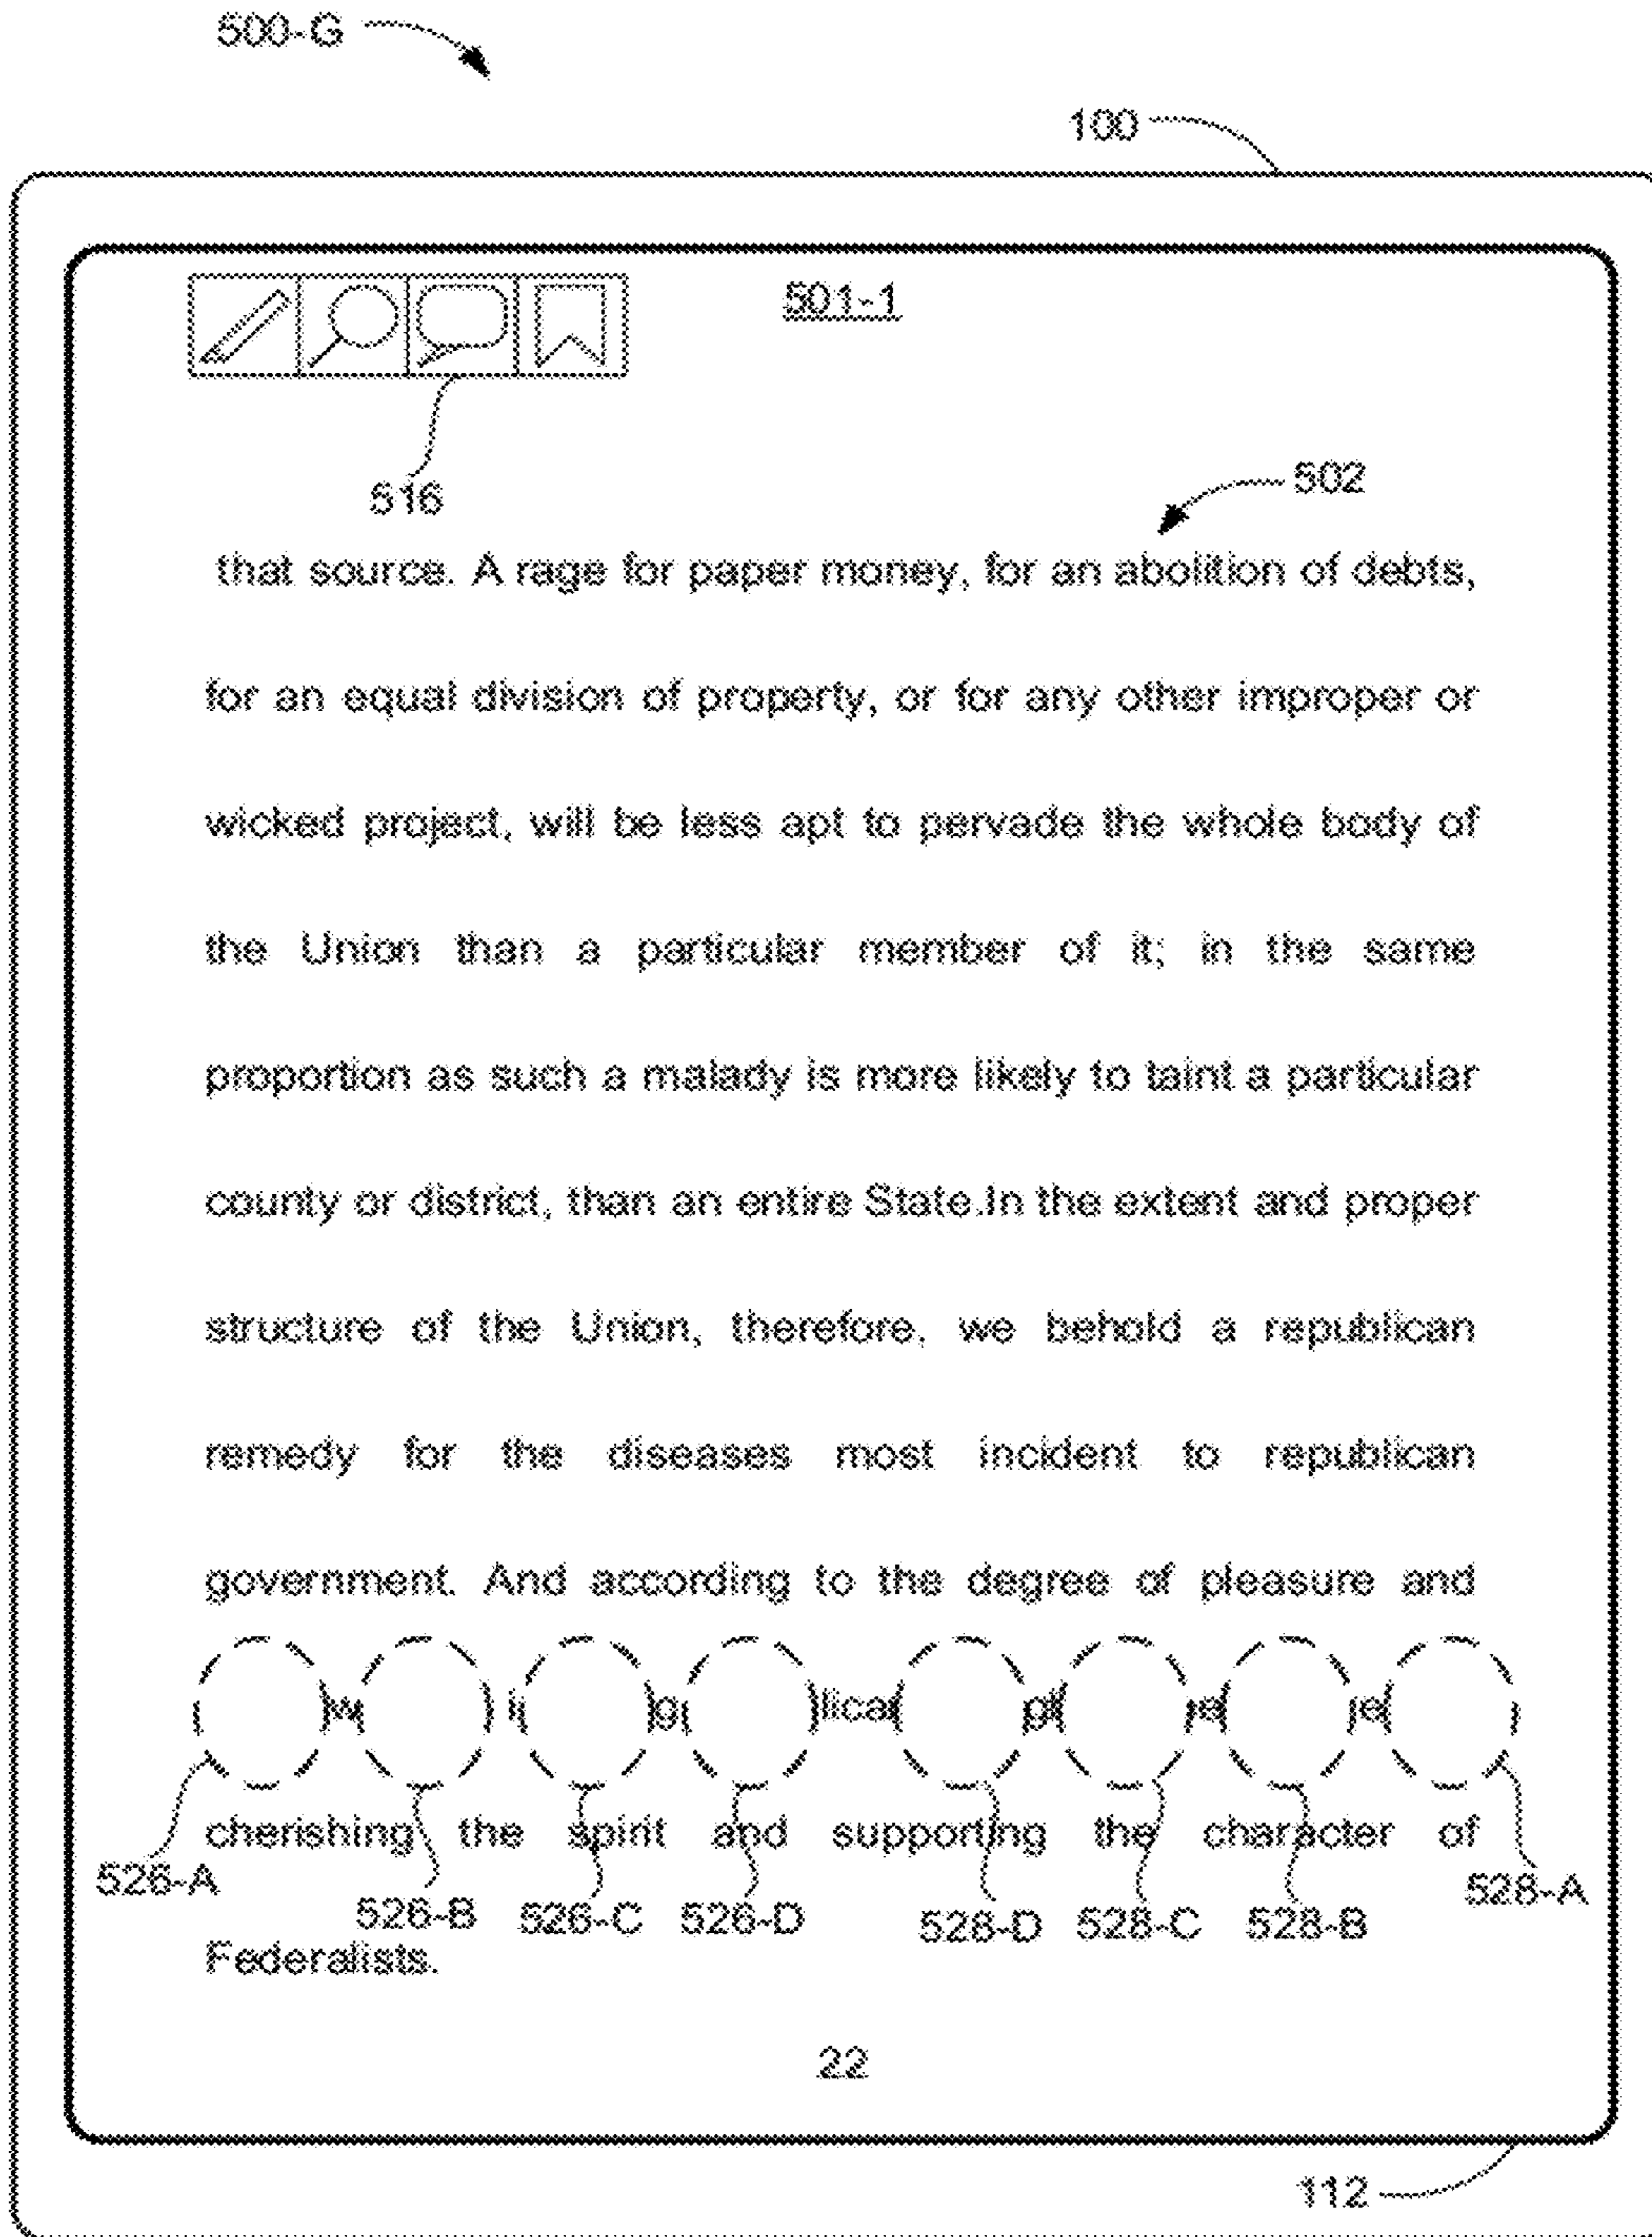 500-G
100
501-1
516
502
that source. A rage for paper money, for an abolition of debts,
for an equal division of property, or for any other improper or
wicked project, will be less apt to pervade the whole body of
the Union than a particular member of it; in the same
proportion as such a malady is more likely to taint a particular
county or district, than an entire State.In the extent and proper
structure of the Union, therefore, we behold a republican
remedy for the diseases most incident to republican
government. And according to the degree of pleasure and
cherishing the spirit and supporting the character of
526-A 526-B 526-C 526-D 528-D 528-C 528-B 528-A
Federalists.
22
112